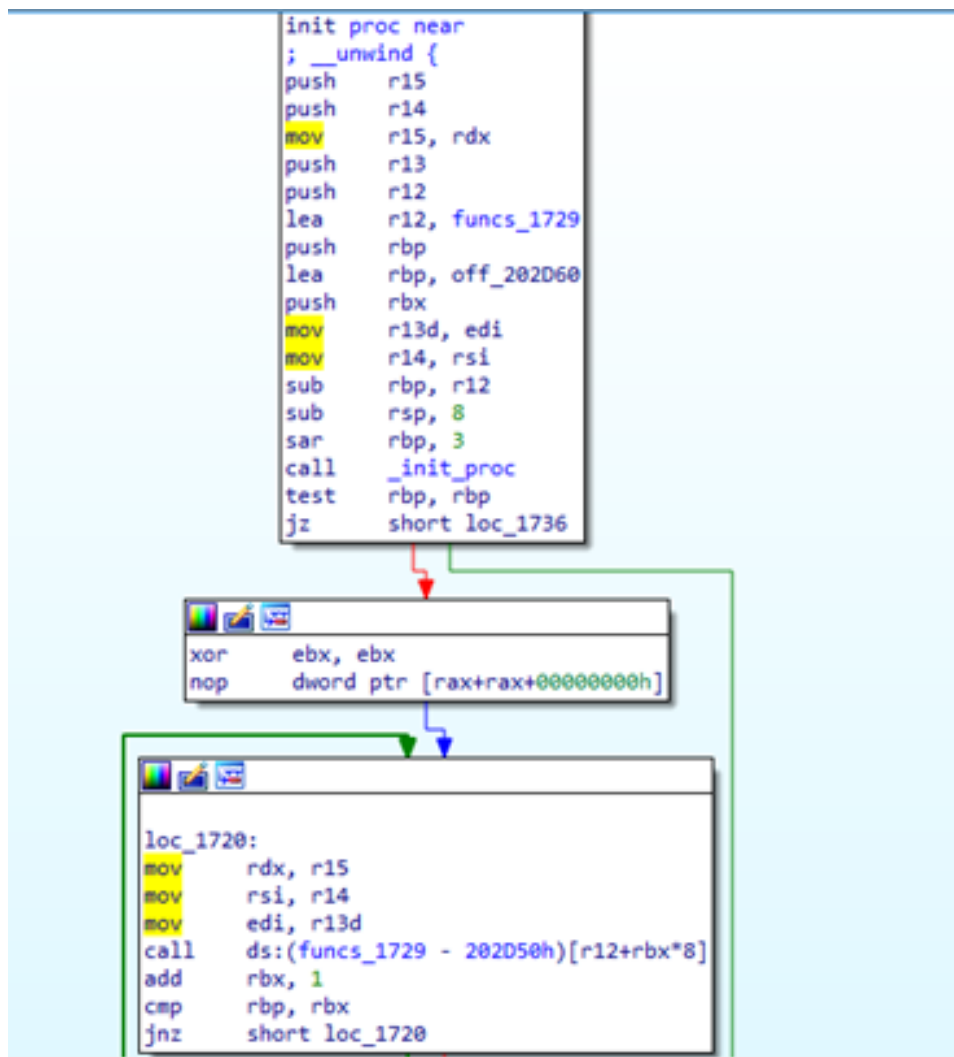 init proc near
; __unwind {
push r15
push r14
mov r15, rdx
push r13
push r12
lea r12, funcs_1729
push rbp
lea rbp, off_202D60
push rbx
mov r13d, edi
mov r14, rsi
sub rbp, r12
sub rsp, 8
sar rbp, 3
call _init_proc
test rbp, rbp
jz short loc_1736
xor ebx, ebx
nop dword ptr [rax+rax+00000000h]
loc_1720:
mov rdx, r15
mov rsi, r14
mov edi, r13d
call ds:(funcs_1729 - 202D50h)[r12+rbx*8]
add rbx, 1
cmp rbp, rbx
jnz short loc_1720